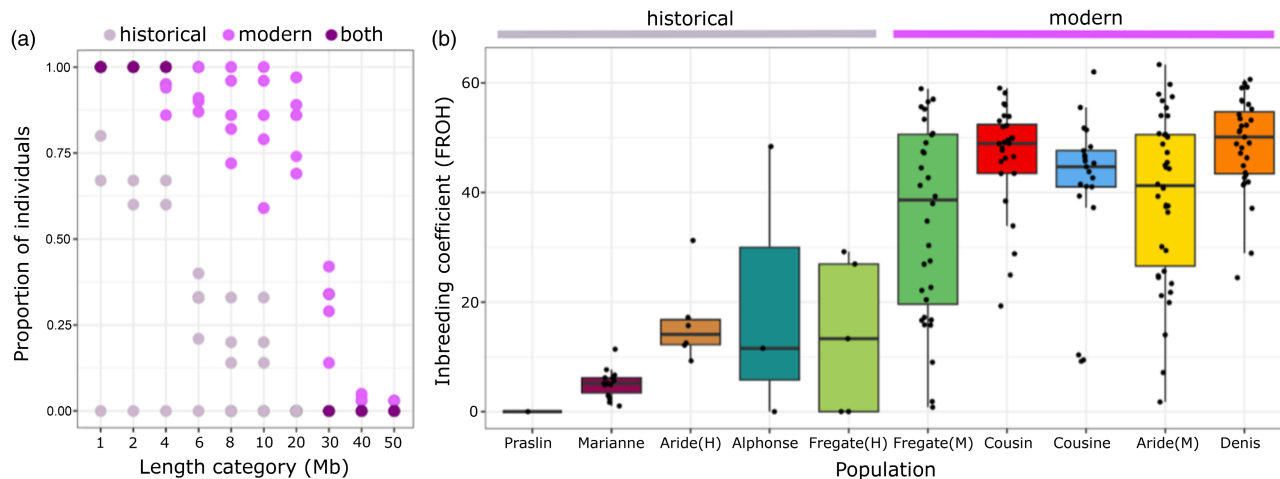 (a)
historical modern both
1.00
0.75
0.50
0.25
0.00
Proportion of individuals
1 2 4 6 8 10 20 30 40 50
Length category (Mb)
(b)
historical modern
60
40
20
0
Inbreeding coefficient (FROH)
Praslin Marianne Aride(H) Alphonse Fregate(H) Fregate(M) Cousin Cousine Aride(M) Denis
Population